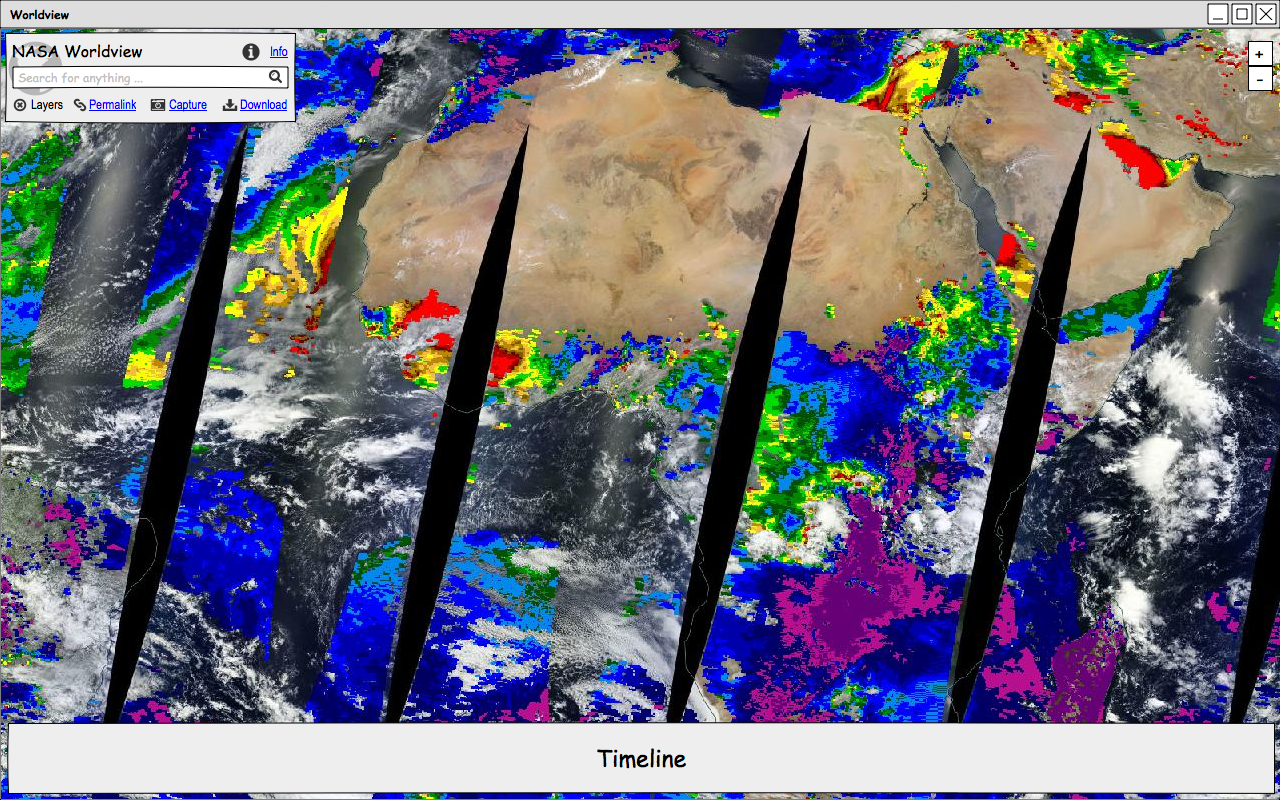 Worldview
NASA Worldview
Info
Search for anything ...
Layers Permalink Capture Download
+
-
Timeline